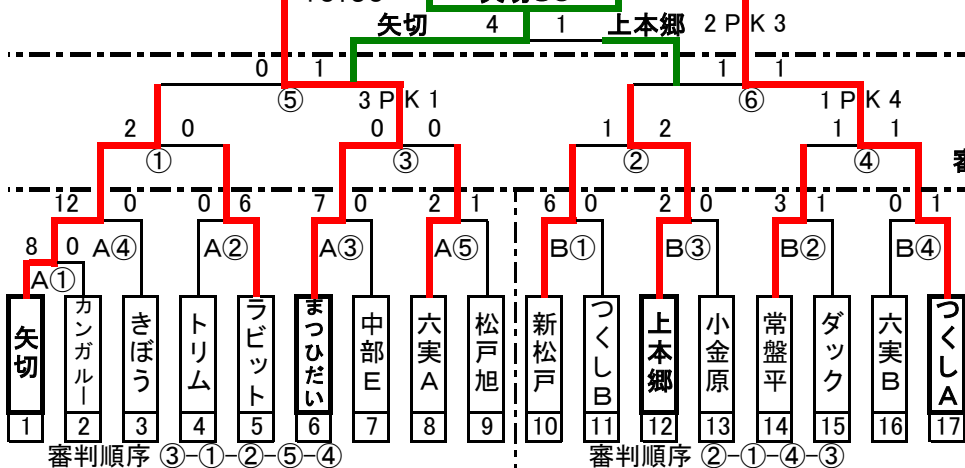 矢切 4 1 上本郷 2 P K 3
0 1 1 1
⑤ 3 P K 1 ⑥ 1 P K 4
2 0 0 0 1 2 1 1
① ③ ② ④
12 0 0 6 7 0 2 1 6 0 2 0 3 1 0 1
8 0 A④ A② A③ A⑤ B① B③ B② B④
A①
矢切 カンガルー きぼう トリム ラビット まつひだい 中部E 六実A 松戸旭 新松戸 つくしB 上本郷 小金原 常盤平 ダック 六実B つくしA
1 2 3 4 5 6 7 8 9 10 11 12 13 14 15 16 17
審判順序 ③-①-②-⑤-④ 審判順序 ②-①-④-③